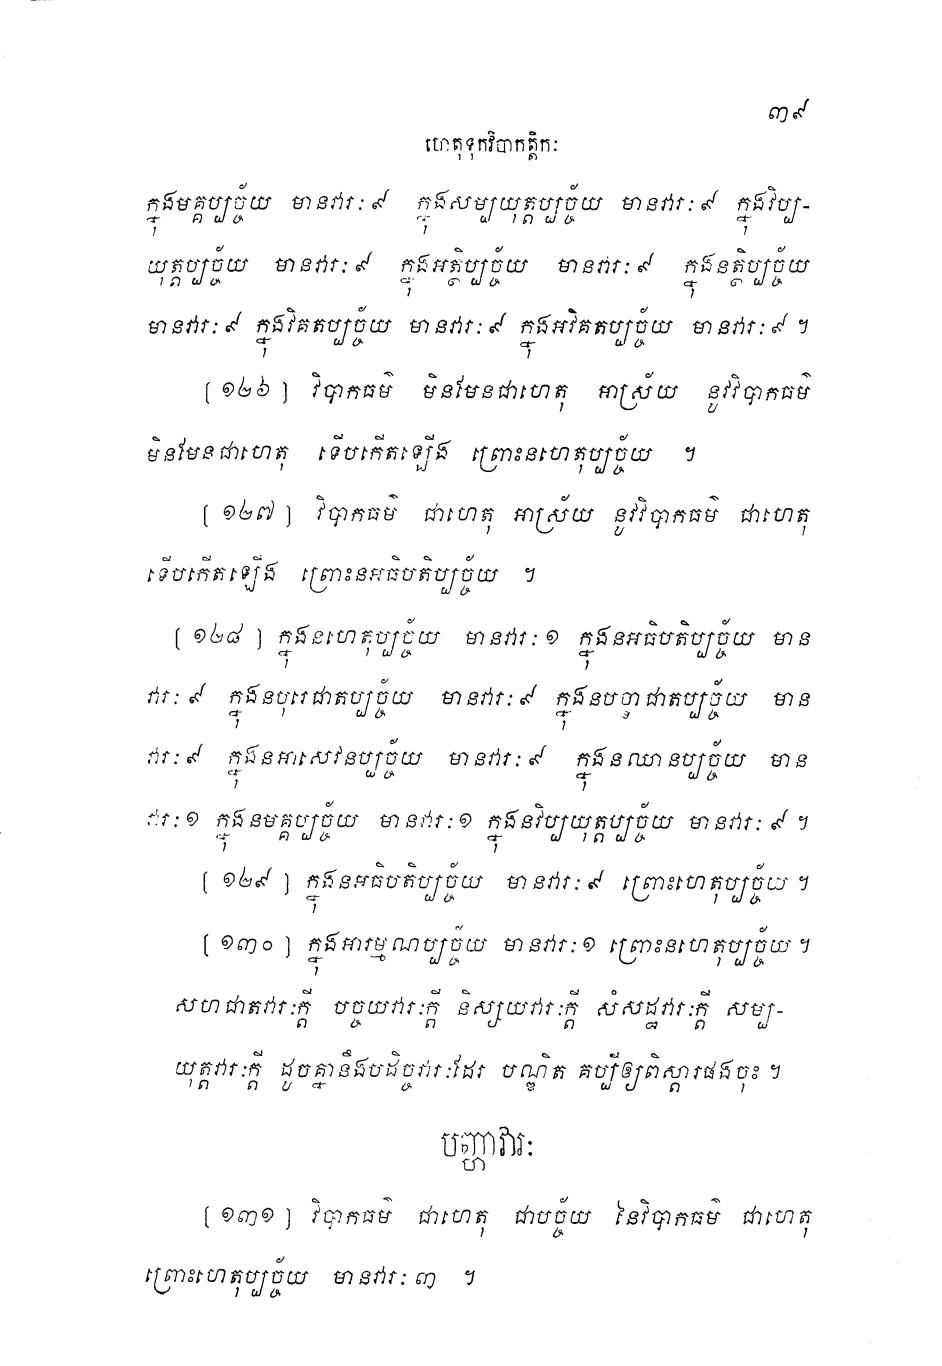 ៣៩
ហេតុទុកវិបាកត្តិកៈ
ក្នុងមគ្គប្បច្ច័យ មានវារៈ ៩ ក្នុងសម្បយុត្តប្បច្ច័យ មានវារៈ ៩ ក្នុងវិប្ប-
យុត្តប្បច្ច័យ មានវារៈ ៩ ក្នុងអត្ថិប្បច្ច័យ មានវារៈ ៩ ក្នុងនត្ថិប្បច្ច័យ
មានវារៈ ៩ ក្នុងវិគតប្បច្ច័យ មានវារៈ ៩ ក្នុងអវិគតប្បច្ច័យ មានវារៈ ៩ ។
[ ១២៦ ] វិបាកធម៌ មិនមែនជាហេតុ អាស្រ័យ នូវវិបាកធម៌
មិនមែនជាហេតុ ទើបកើតឡើង ព្រោះនហេតុប្បច្ច័យ ។
[ ១២៧ ] វិបាកធម៌ ជាហេតុ អាស្រ័យ នូវវិបាកធម៌ ជាហេតុ
ទើបកើតឡើង ព្រោះនអធិបតិប្បច្ច័យ ។
[ ១២៨ ] ក្នុងនហេតុប្បច្ច័យ មានវារៈ ១ ក្នុងនអធិបតិប្បច្ច័យ មាន
វារៈ ៩ ក្នុងនបុរេជាតប្បច្ច័យ មានវារៈ ៩ ក្នុងនបច្ឆាជាតប្បច្ច័យ មាន
វារៈ ៩ ក្នុងនអាសេវនប្បច្ច័យ មានវារៈ ៩ ក្នុងនឈានប្បច្ច័យ មាន
វារៈ ១ ក្នុងនមគ្គប្បច្ច័យ មានវារៈ ១ ក្នុងនវិប្បយុត្តប្បច្ច័យ មានវារៈ ៩ ។
[ ១២៩ ] ក្នុងនអធិបតិប្បច្ច័យ មានវារៈ ៩ ព្រោះហេតុប្បច្ច័យ ។
[ ១៣០ ] ក្នុងអារម្មណប្បច្ច័យ មានវារៈ ១ ព្រោះនហេតុប្បច្ច័យ ។
សហជាតវារៈក្តី បច្ចយវារៈក្តី និស្សយវារៈក្តី សំសដ្ឋវារៈក្តី សម្ប-
យុត្តវារៈក្តី ដូចគ្នានឹងបដិច្ចវារៈដែរ បណ្ឌិត គប្បីឲ្យពិស្តារផងចុះ ។
បញ្ហាវារៈ
[ ១៣១ ] វិបាកធម៌ ជាហេតុ ជាបច្ច័យ នៃវិបាកធម៌ ជាហេតុ
ព្រោះហេតុប្បច្ច័យ មានវារៈ ៣ ។